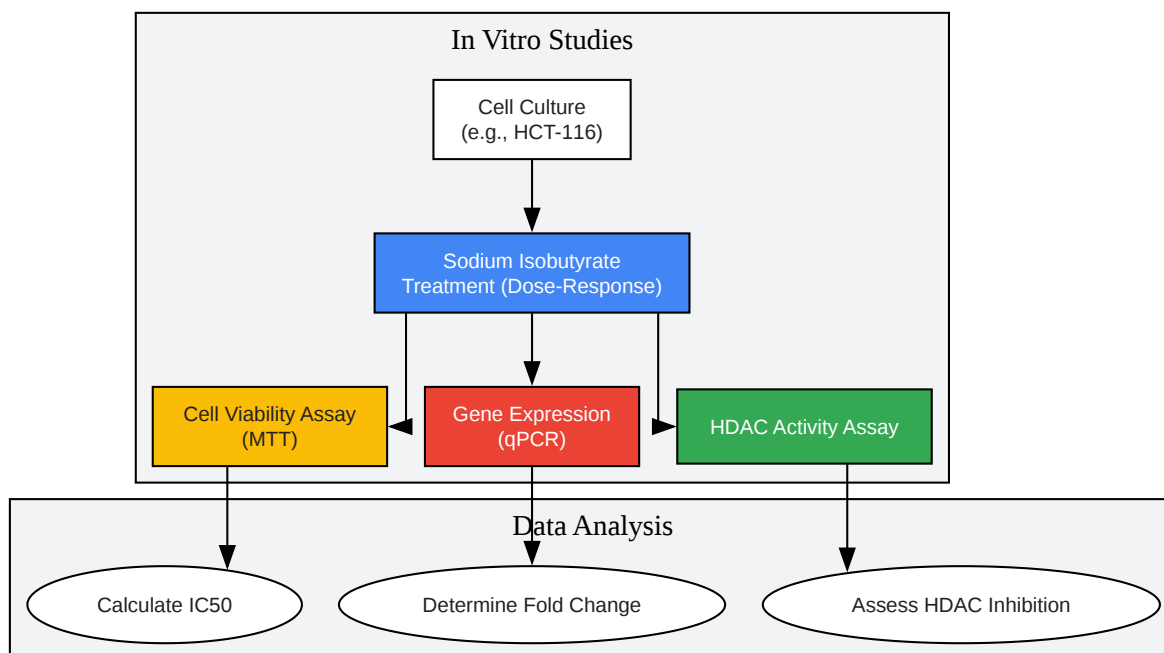 In Vitro Studies
Cell Culture
(e.g., HCT-116)
Sodium Isobutyrate
Treatment (Dose-Response)
Cell Viability Assay
(MTT)
Gene Expression
(qPCR)
HDAC Activity Assay
Data Analysis
Calculate IC50
Determine Fold Change
Assess HDAC Inhibition